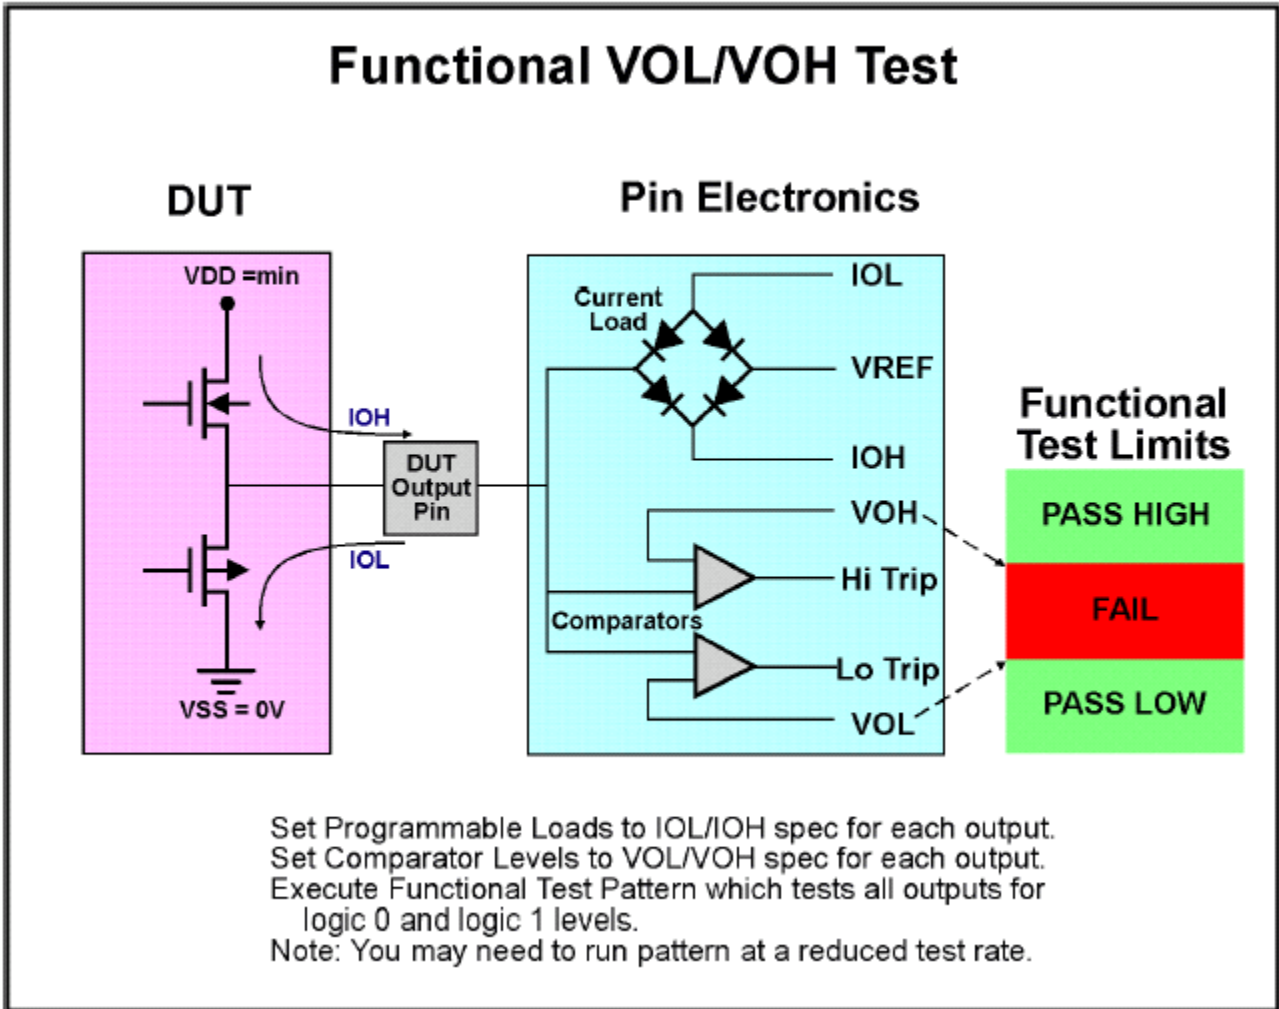 Functional VOL/VOH Test
DUT
Pin Electronics
VDD =min
IOH
DUT
Output
Pin
IOL
VSS = 0V
Current
Load
IOL
VREF
IOH
VOH
Hi Trip
Comparators
Lo Trip
VOL
Functional
Test Limits
PASS HIGH
FAIL
PASS LOW
Set Programmable Loads to IOL/IOH spec for each output.
Set Comparator Levels to VOL/VOH spec for each output.
Execute Functional Test Pattern which tests all outputs for
logic 0 and logic 1 levels.
Note: You may need to run pattern at a reduced test rate.